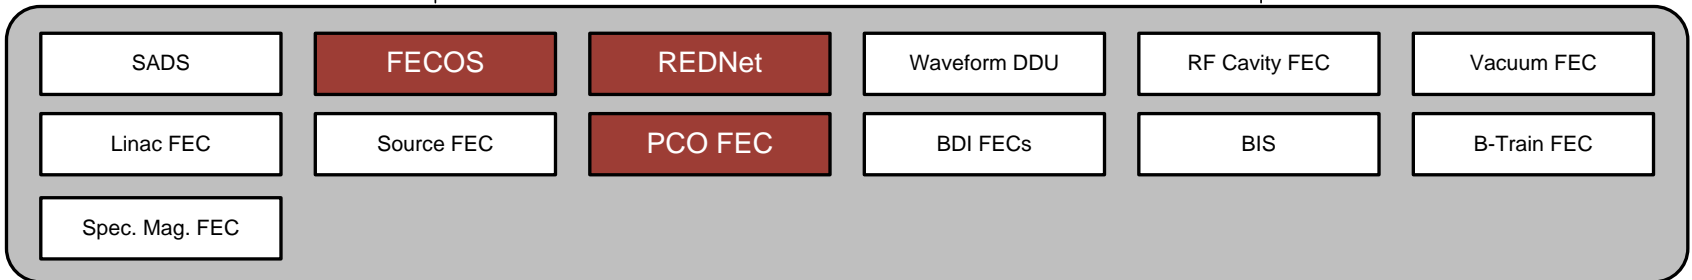 SADS
FECOS
REDNet
Waveform DDU
RF Cavity FEC
Vacuum FEC
Linac FEC
Source FEC
PCO FEC
BDI FECs
BIS
B-Train FEC
Spec. Mag. FEC